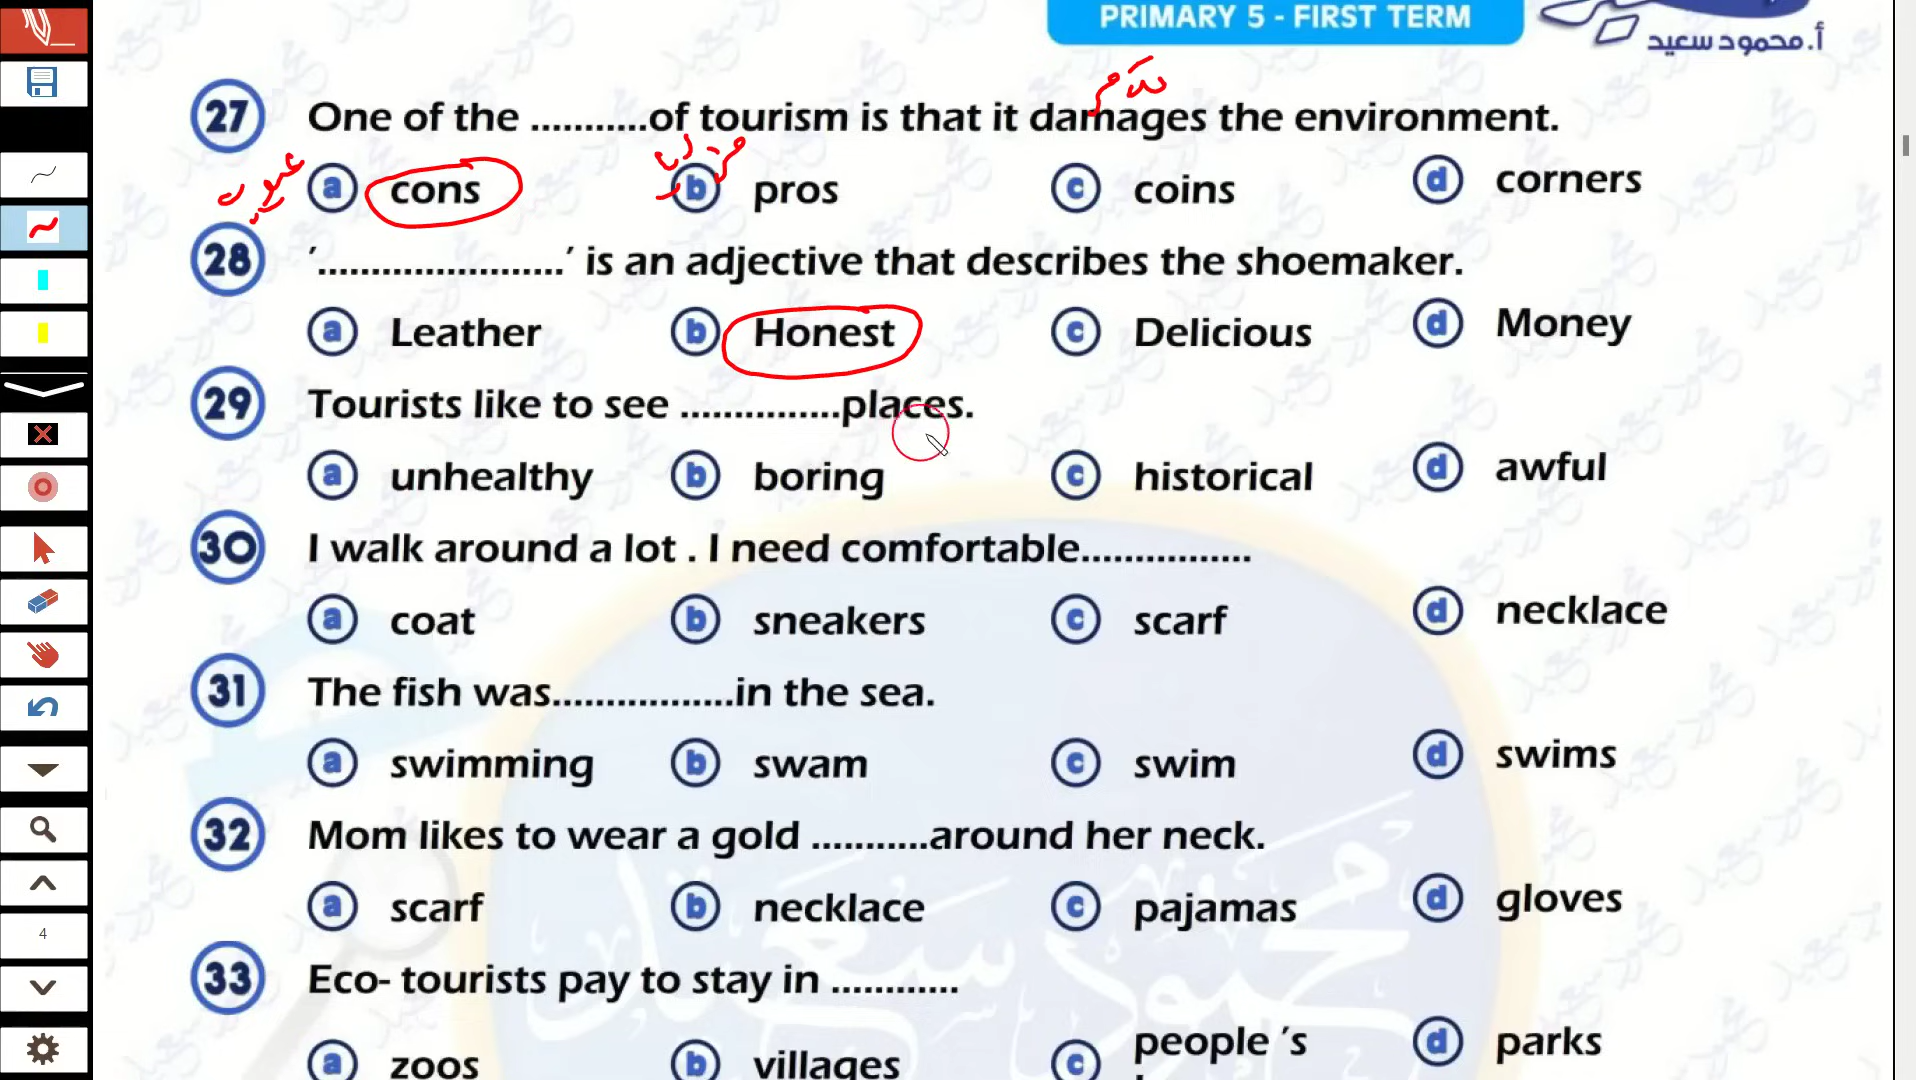 PRIMARY 5 - FIRST TERM
أ. محمود سعيد
27 One of the ...........of tourism is that it damages the environment.
a cons b pros c coins d corners
28 ‘.......................’ is an adjective that describes the shoemaker.
a Leather b Honest c Delicious d Money
29 Tourists like to see ...............places.
a unhealthy b boring c historical d awful
30 I walk around a lot . I need comfortable................
a coat b sneakers c scarf d necklace
31 The fish was.................in the sea.
a swimming b swam c swim d swims
32 Mom likes to wear a gold ...........around her neck.
a scarf b necklace c pajamas d gloves
33 Eco- tourists pay to stay in ............
a zoos b villages c people ’s d parks
4